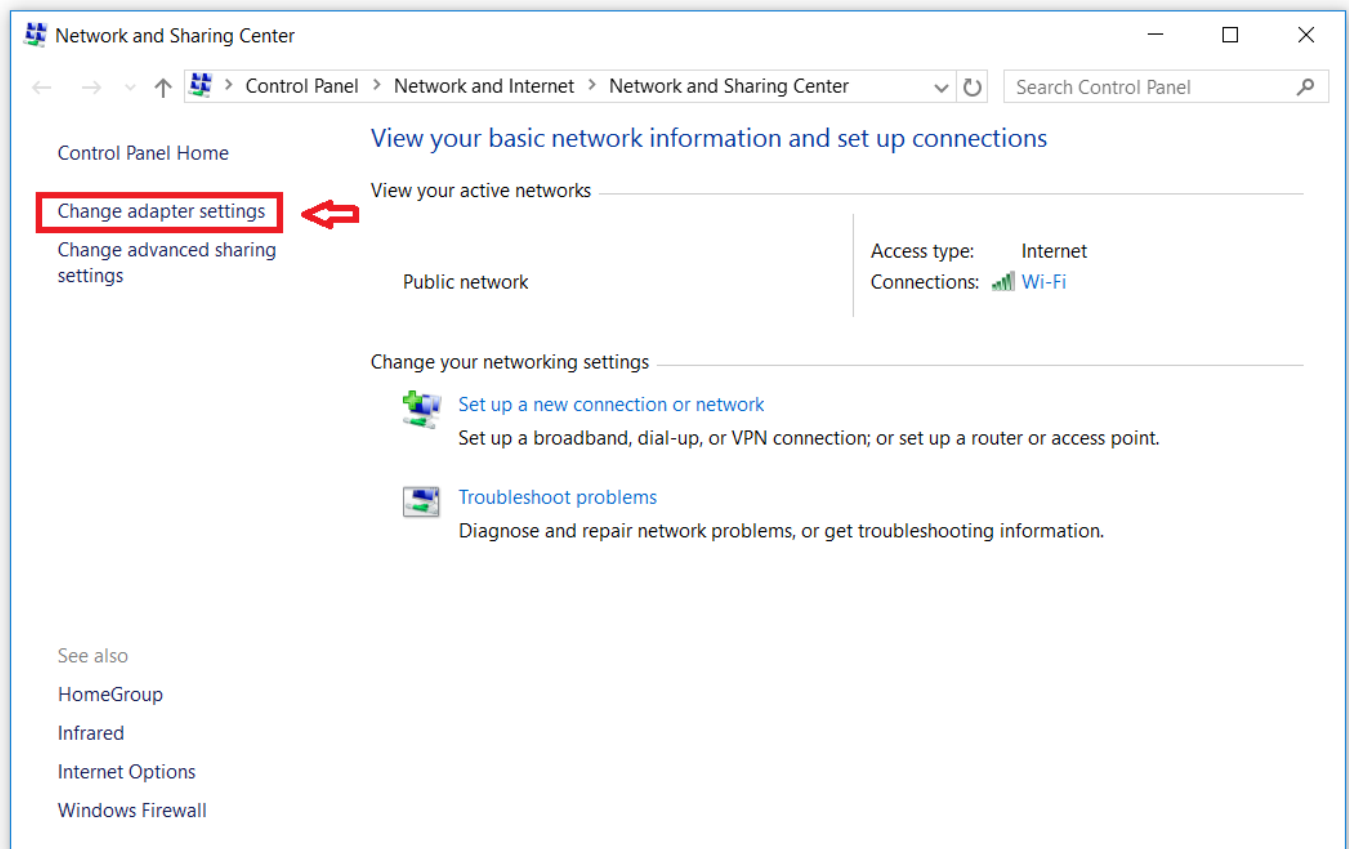 Network and Sharing Center
Control Panel > Network and Internet > Network and Sharing Center
Search Control Panel
Control Panel Home
Change adapter settings
Change advanced sharing
settings
View your basic network information and set up connections
View your active networks
Public network
Access type: Internet
Connections: Wi-Fi
Change your networking settings
Set up a new connection or network
Set up a broadband, dial-up, or VPN connection; or set up a router or access point.
Troubleshoot problems
Diagnose and repair network problems, or get troubleshooting information.
See also
HomeGroup
Infrared
Internet Options
Windows Firewall